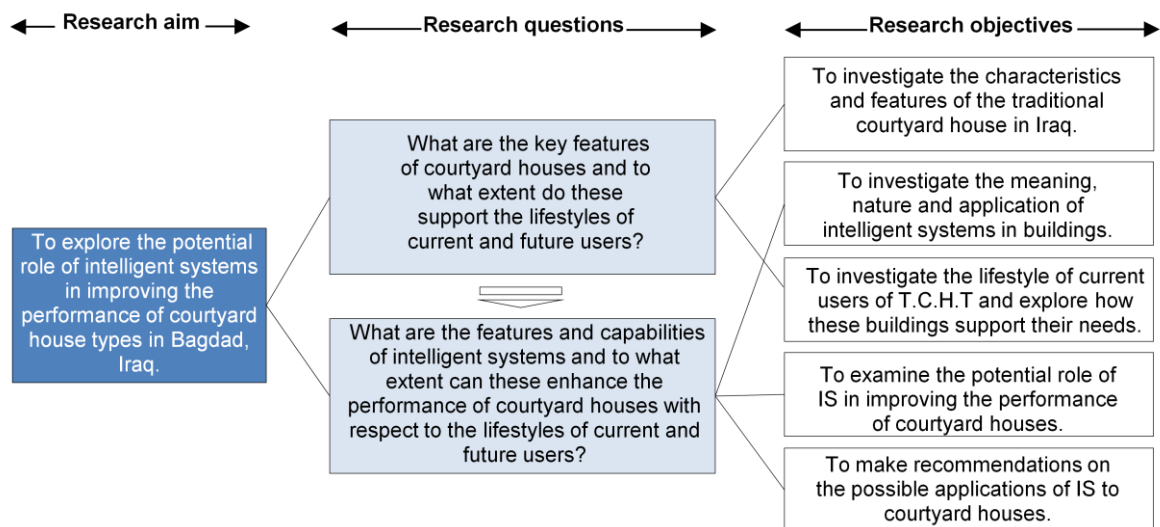 Research aim
Research questions
Research objectives
To explore the potential
role of intelligent systems
in improving the
performance of courtyard
house types in Bagdad,
Iraq.
What are the key features
of courtyard houses and to
what extent do these
support the lifestyles of
current and future users?
What are the features and capabilities
of intelligent systems and to what
extent can these enhance the
performance of courtyard houses with
respect to the lifestyles of current and
future users?
To investigate the characteristics
and features of the traditional
courtyard house in Iraq.
To investigate the meaning,
nature and application of
intelligent systems in buildings.
To investigate the lifestyle of current
users of T.C.H.T and explore how
these buildings support their needs.
To examine the potential role of
IS in improving the performance
of courtyard houses.
To make recommendations on
the possible applications of IS to
courtyard houses.